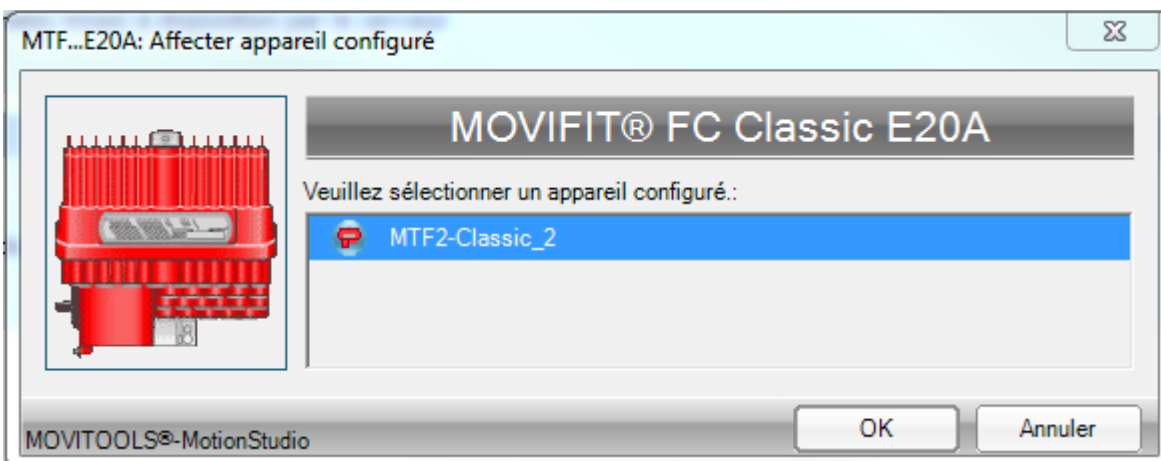 MTF...E20A: Affecter appareil configuré
MOVIFIT® FC Classic E20A
Veuillez sélectionner un appareil configuré.:
MTF2-Classic_2
OK
Annuler
MOVITOOLS®-MotionStudio